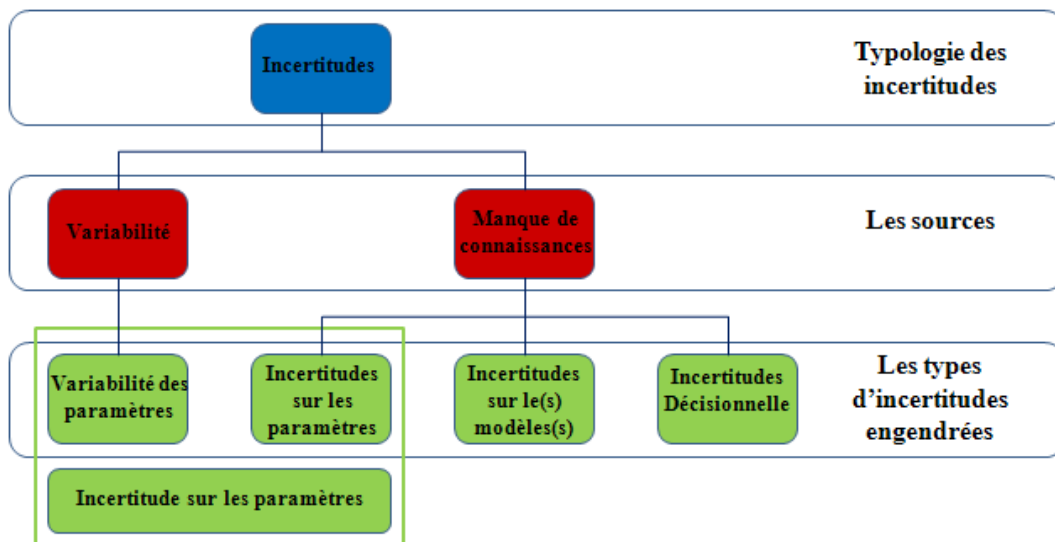 Incertitudes
Typologie des
incertitudes
Variabilité
Manque de
connaissances
Les sources
Variabilité des
paramètres
Incertitudes
sur les
paramètres
Incertitudes
sur le(s)
modèles(s)
Incertitudes
Décisionnelle
Les types
d’incertitudes
engendrées
Incertitude sur les paramètres